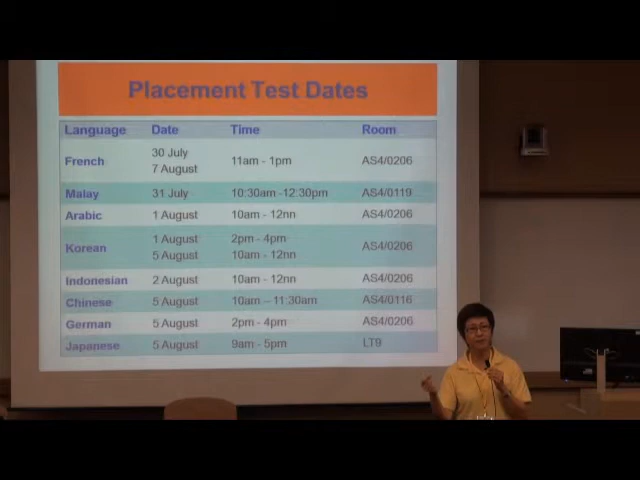 Placement Test Dates
Language Date Time Room
French 30 July 11am - 1pm AS4/0206
7 August
Malay 31 July 10:30am -12:30pm AS4/0119
Arabic 1 August 10am - 12nn AS4/0206
Korean 1 August 2pm - 4pm AS4/0206
5 August 10am - 12nn
Indonesian 2 August 10am - 12nn AS4/0206
Chinese 5 August 10am – 11:30am AS4/0116
German 5 August 2pm - 4pm AS4/0206
Japanese 5 August 9am - 5pm LT9